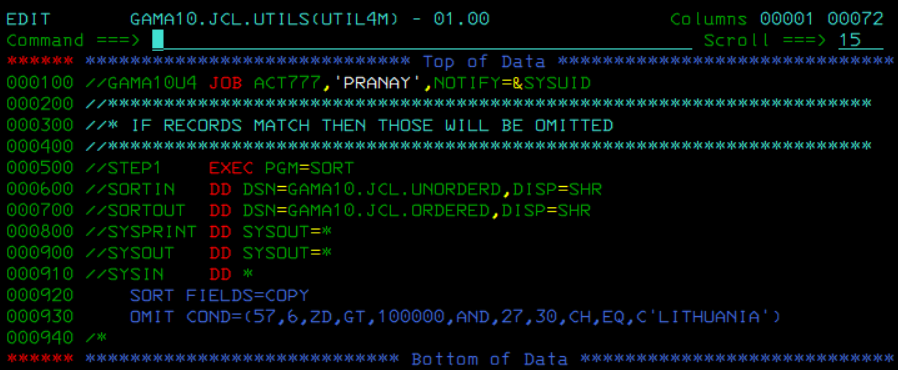 EDIT GAMA10.JCL.UTILS(UTIL4M) - 01.00 Columns 00001 00072
Command ===> Scroll ===> 15
****** ***************************** Top of Data ******************************
000100 //GAMA10U4 JOB ACT777,'PRANAY',NOTIFY=&SYSUID
000200 //********************************************************************
000300 //* IF RECORDS MATCH THEN THOSE WILL BE OMITTED
000400 //********************************************************************
000500 //STEP1    EXEC PGM=SORT
000600 //SORTIN   DD DSN=GAMA10.JCL.UNORDERD,DISP=SHR
000700 //SORTOUT  DD DSN=GAMA10.JCL.ORDERED,DISP=SHR
000800 //SYSPRINT DD SYSOUT=*
000900 //SYSOUT   DD SYSOUT=*
000910 //SYSIN    DD *
000920     SORT FIELDS=COPY
000930     OMIT COND=(57,6,ZD,GT,100000,AND,27,30,CH,EQ,C'LITHUANIA')
000940 /*
****** **************************** Bottom of Data ****************************